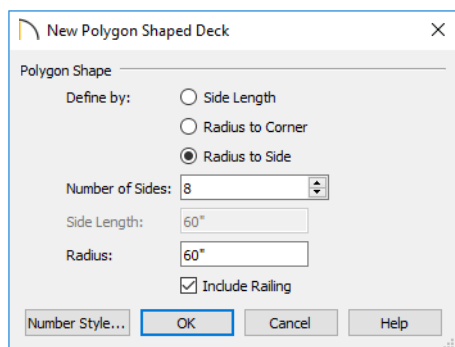 New Polygon Shaped Deck
Polygon Shape
Define by:
Side Length
Radius to Corner
Radius to Side
Number of Sides: 8
Side Length: 60"
Radius: 60"
Include Railing
Number Style... OK Cancel Help